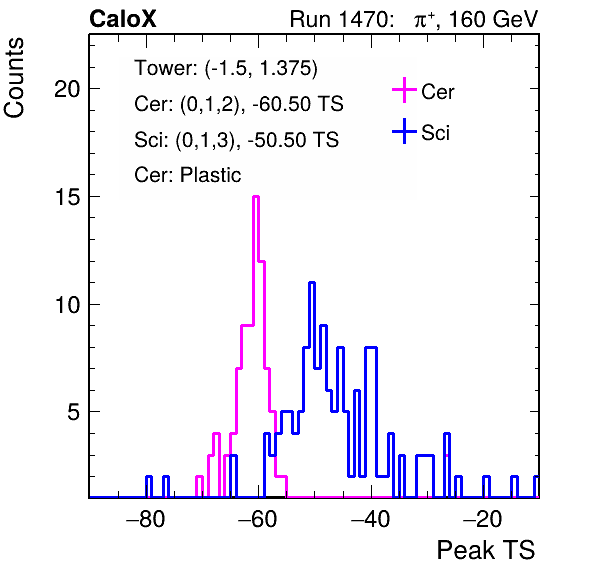 CaloX Run 1470: π⁺, 160 GeV
Counts
Tower: (-1.5, 1.375)
Cer: (0,1,2), -60.50 TS
Sci: (0,1,3), -50.50 TS
Cer: Plastic
Cer
Sci
20
15
10
5
−80 −60 −40 −20
Peak TS